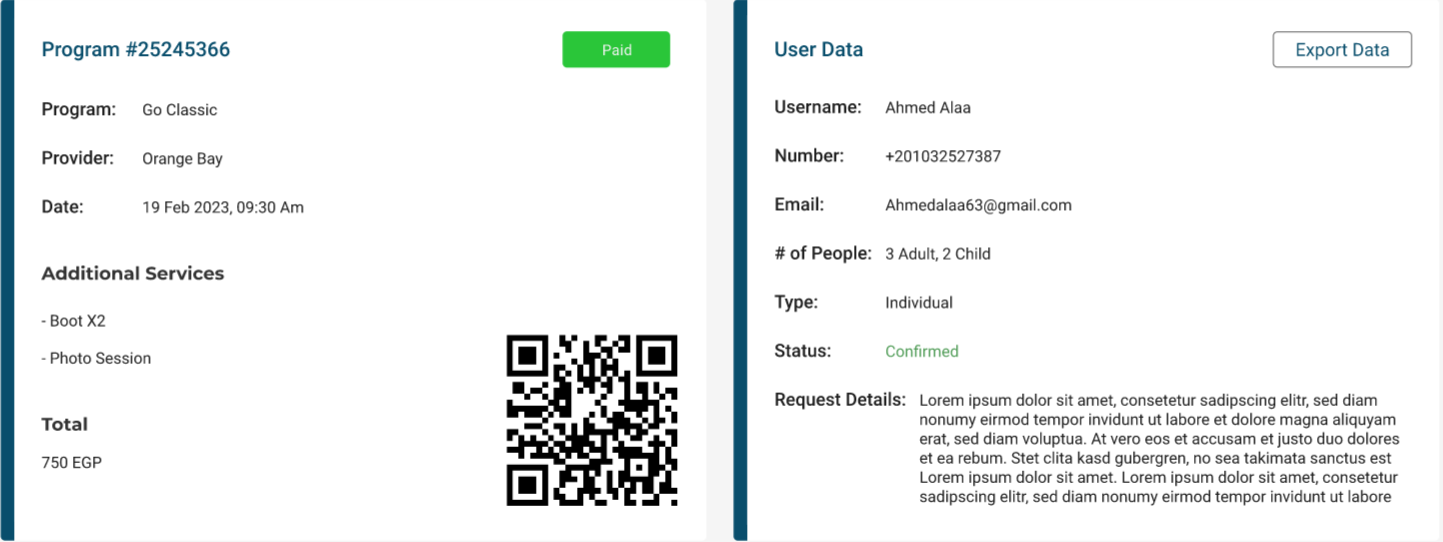 Program #25245366
Paid
Program: Go Classic
Provider: Orange Bay
Date: 19 Feb 2023, 09:30 Am
Additional Services
- Boot X2
- Photo Session
Total
750 EGP
User Data
Export Data
Username: Ahmed Alaa
Number: +201032527387
Email: Ahmedalaa63@gmail.com
# of People: 3 Adult, 2 Child
Type: Individual
Status: Confirmed
Request Details: Lorem ipsum dolor sit amet, consetetur sadipscing elitr, sed diam
nonumy eirmod tempor invidunt ut labore et dolore magna aliquyam
erat, sed diam voluptua. At vero eos et accusam et justo duo dolores
et ea rebum. Stet clita kasd gubergren, no sea takimata sanctus est
Lorem ipsum dolor sit amet. Lorem ipsum dolor sit amet, consetetur
sadipscing elitr, sed diam nonumy eirmod tempor invidunt ut labore